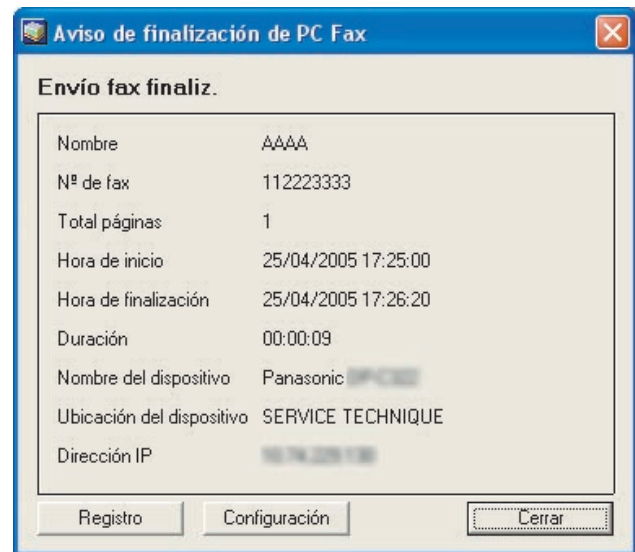 Aviso de finalización de PC Fax
Envío fax finaliz.
Nombre AAAA
Nº de fax 112223333
Total páginas 1
Hora de inicio 25/04/2005 17:25:00
Hora de finalización 25/04/2005 17:26:20
Duración 00:00:09
Nombre del dispositivo Panasonic
Ubicación del dispositivo SERVICE TECHNIQUE
Dirección IP
Registro Configuración Cerrar